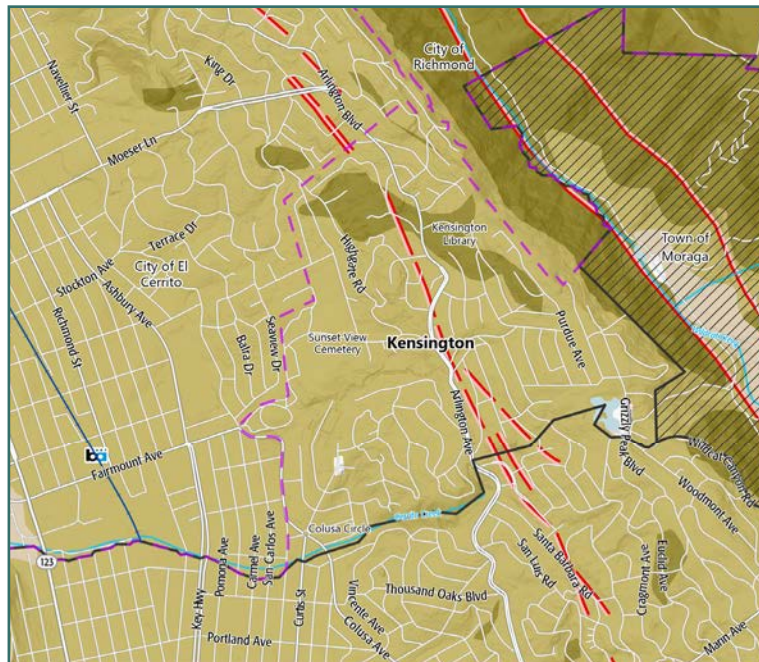 City of
Richmond
King Dr
Arlington Blvd
Navellier St
Moeser Ln
Kensington
Library
Town of
Moraga
Terrace Dr
Highgate Rd
Stockton Ave
City of El
Cerrito
Ashbury Ave
Richmond St
Seaview Dr
Balra Dr
Sunset View
Cemetery
Kensington
Purdue Ave
Arlington Ave
Grizzly Peak
Blvd
Wildcat Canyon Rd
ba
Fairmount Ave
Woodmont Ave
Colusa Circle
123
Pomona Ave
Carmel Ave
San Carlos Ave
Key Hwy
Curtis St
Santa Barbara Rd
San Luis Rd
Euclid Ave
Cragmont Ave
Thousand Oaks Blvd
Vincente Ave
Colusa Ave
Portland Ave
Marin Ave